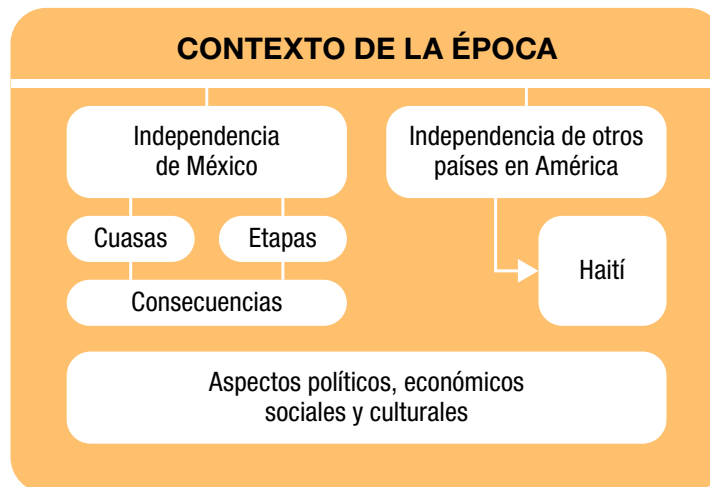 CONTEXTO DE LA ÉPOCA
Independencia
de México
Independencia de otros
países en América
Cuasas
Etapas
Haití
Consecuencias
Aspectos políticos, económicos
sociales y culturales